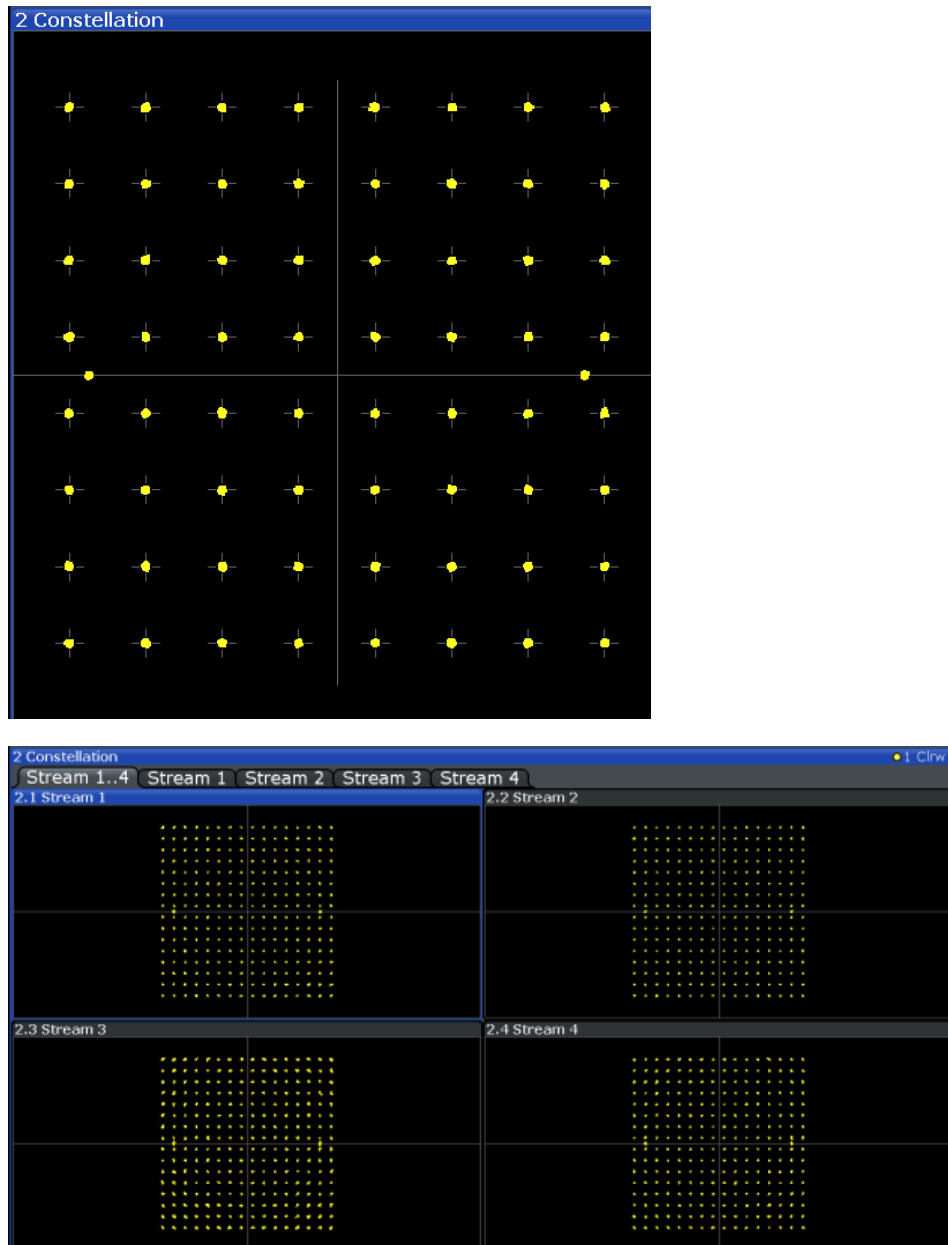 2 Constellation
2 Constellation
1 Clrw
Stream 1..4 Stream 1 Stream 2 Stream 3 Stream 4
2.1 Stream 1
2.2 Stream 2
2.3 Stream 3
2.4 Stream 4